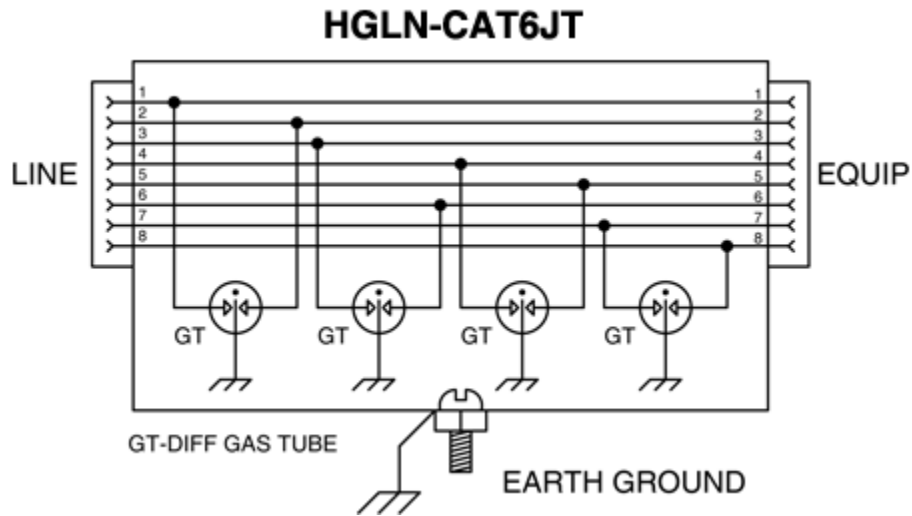 HGLN-CAT6JT
LINE
1
2
3
4
5
6
7
8
1
2
3
4
5
6
7
8
EQUIP
GT
GT
GT
GT
GT-DIFF GAS TUBE
EARTH GROUND